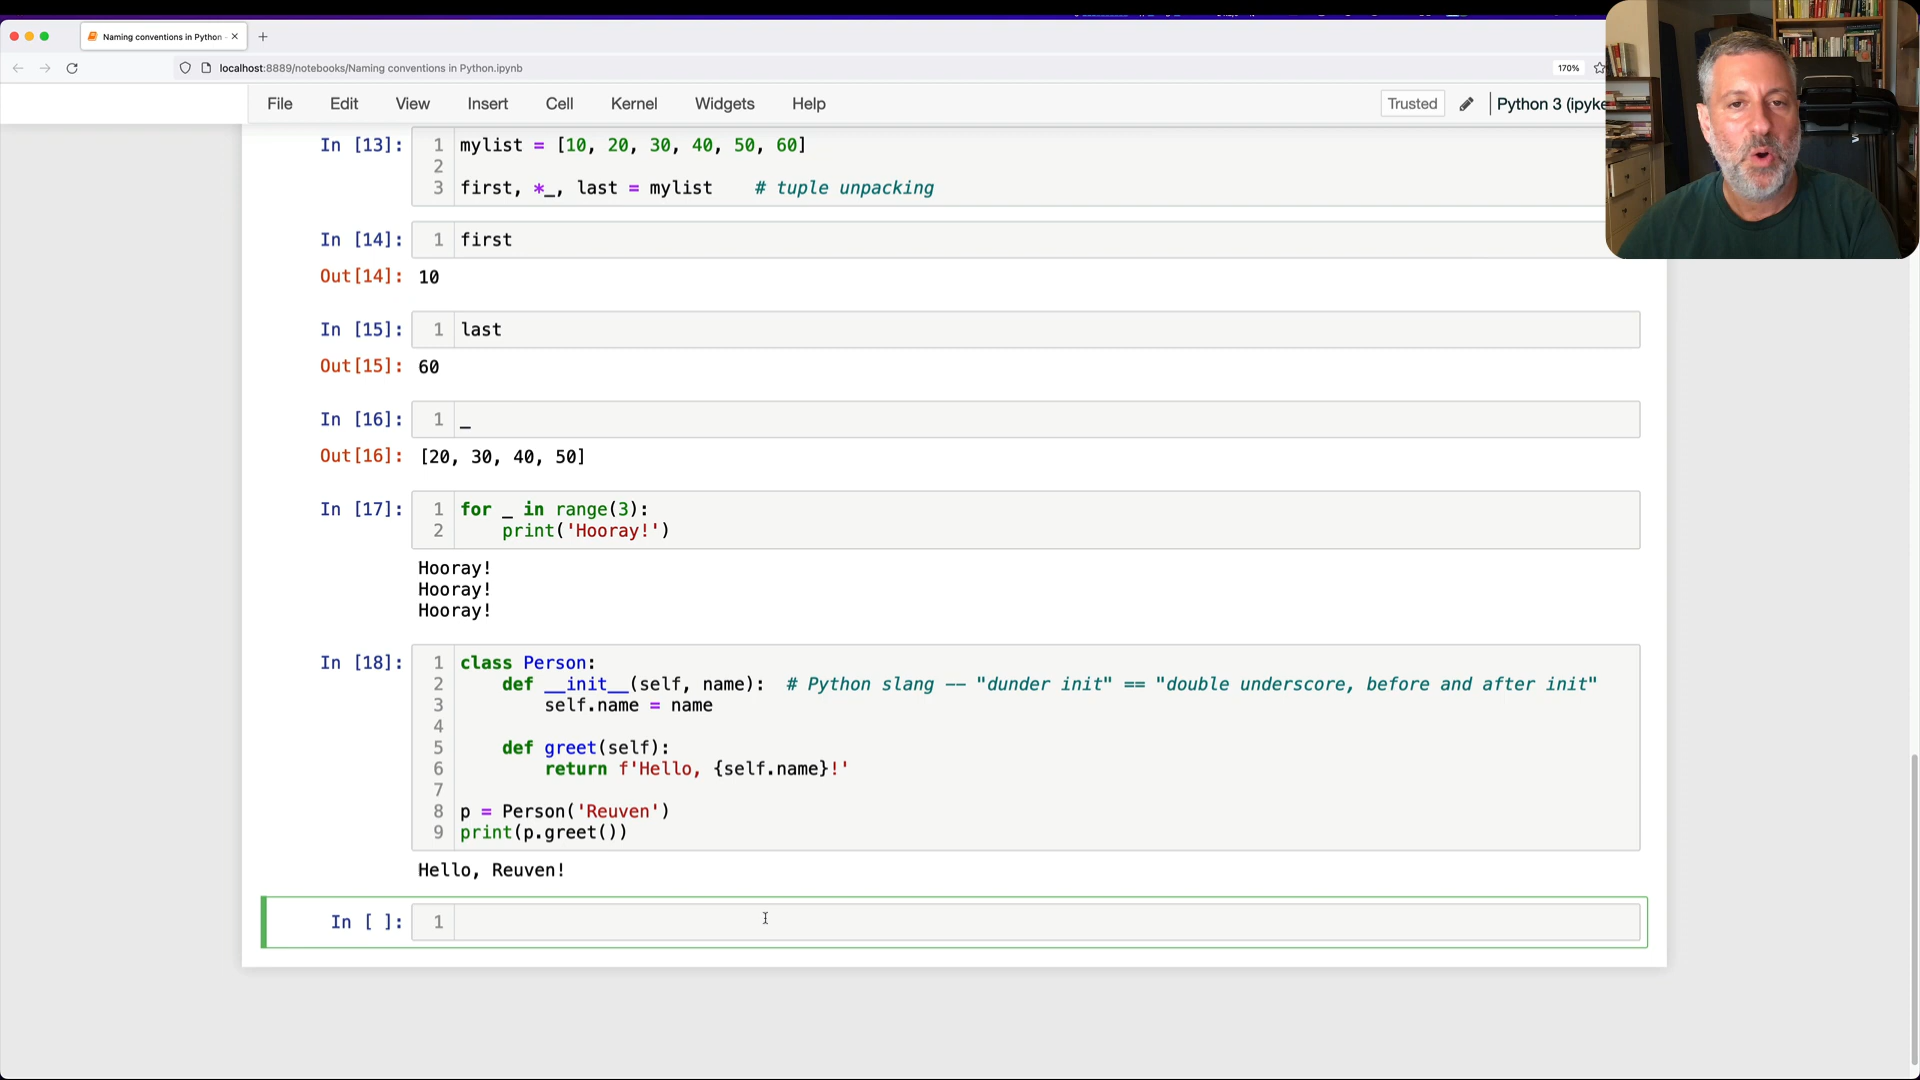 Naming conventions in Python -
localhost:8889/notebooks/Naming conventions in Python.ipynb
170%
File Edit View Insert Cell Kernel Widgets Help
Trusted
Python 3 (ipyke
In [13]:
1 mylist = [10, 20, 30, 40, 50, 60]
2
3 first, *_, last = mylist    # tuple unpacking
In [14]: 1 first
Out[14]: 10
In [15]: 1 last
Out[15]: 60
In [16]: 1 _
Out[16]: [20, 30, 40, 50]
In [17]:
1 for _ in range(3):
2     print('Hooray!')
Hooray!
Hooray!
Hooray!
In [18]:
1 class Person:
2     def __init__(self, name):  # Python slang -- "dunder init" == "double underscore, before and after init"
3         self.name = name
4
5     def greet(self):
6         return f'Hello, {self.name}!'
7
8 p = Person('Reuven')
9 print(p.greet())
Hello, Reuven!
In [ ]: 1